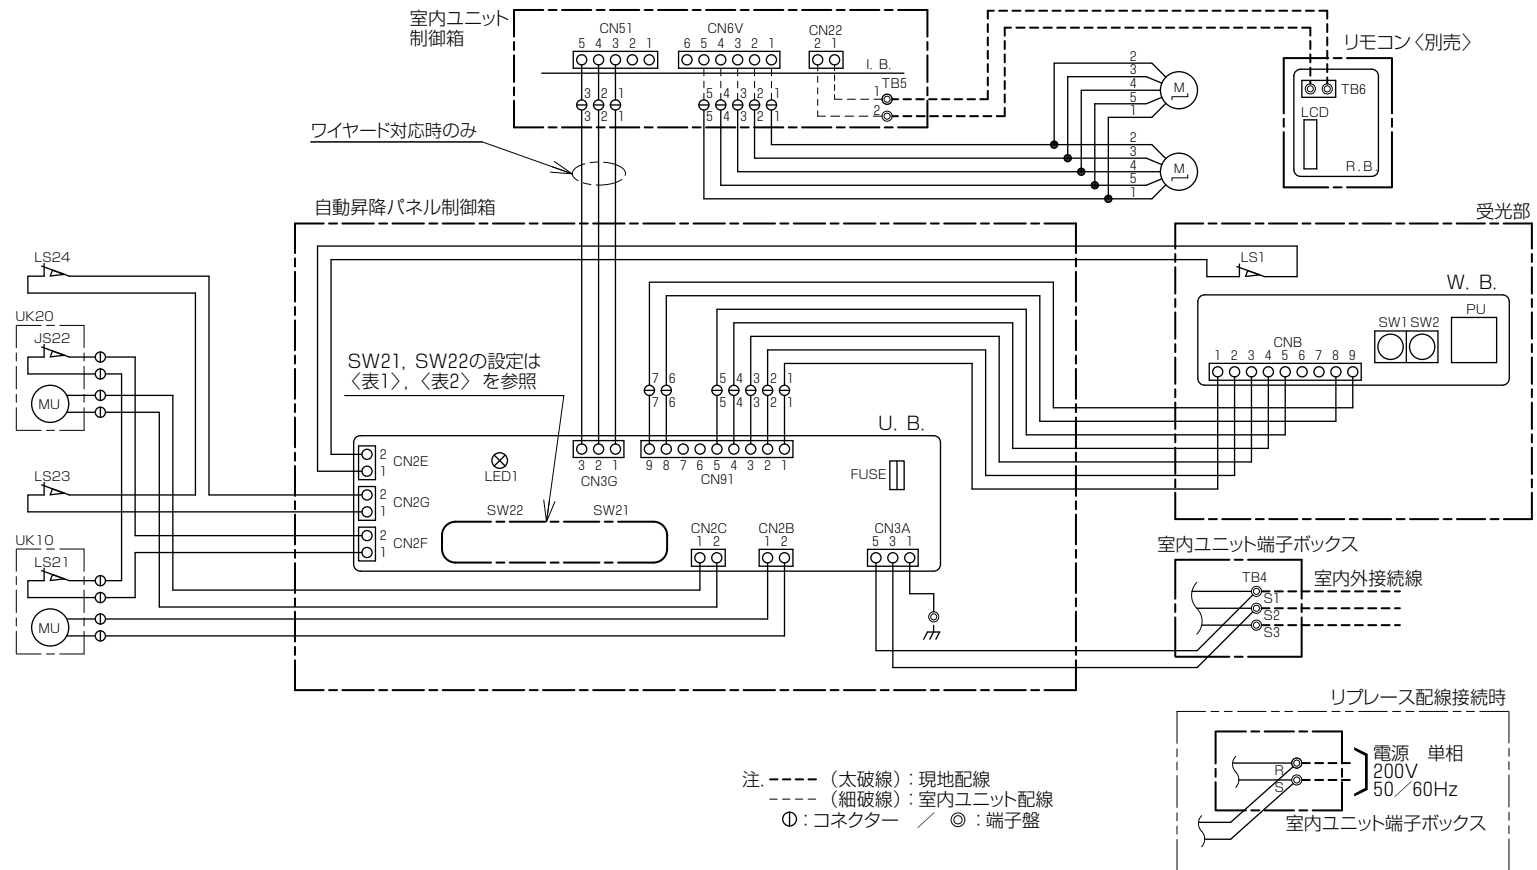 室内ユニット
制御箱
CN51
5 4 3 2 1
CN6V
6 5 4 3 2 1
CN22
2 1
I. B.
TB5
1
2
3 2 1
3 2 1
5 4 3 2 1
5 4 3 2 1
2
3
4
5
1
M
2
3
4
5
1
M
リモコン〈別売〉
TB6
LCD
R.B.
ワイヤード対応時のみ
自動昇降パネル制御箱
受光部
LS1
W. B.
PU
SW1 SW2
CNB
1 2 3 4 5 6 7 8 9
LS24
UK20
JS22
MU
LS23
UK10
LS21
MU
SW21, SW22の設定は
〈表1〉,〈表2〉を参照
7 6 5 4 3 2 1
7 6 5 4 3 2 1
U. B.
2
1
CN2E
2
1
CN2G
2
1
CN2F
LED1
3 2 1
CN3G
9 8 7 6 5 4 3 2 1
CN91
FUSE
SW22
SW21
CN2C
1 2
CN2B
1 2
CN3A
5 3 1
室内ユニット端子ボックス
TB4
室内外接続線
S1
S2
S3
リプレース配線接続時
R
S
電源 単相
200V
50/60Hz
室内ユニット端子ボックス
注. (太破線):現地配線
(細破線):室内ユニット配線
:コネクター / ◎:端子盤